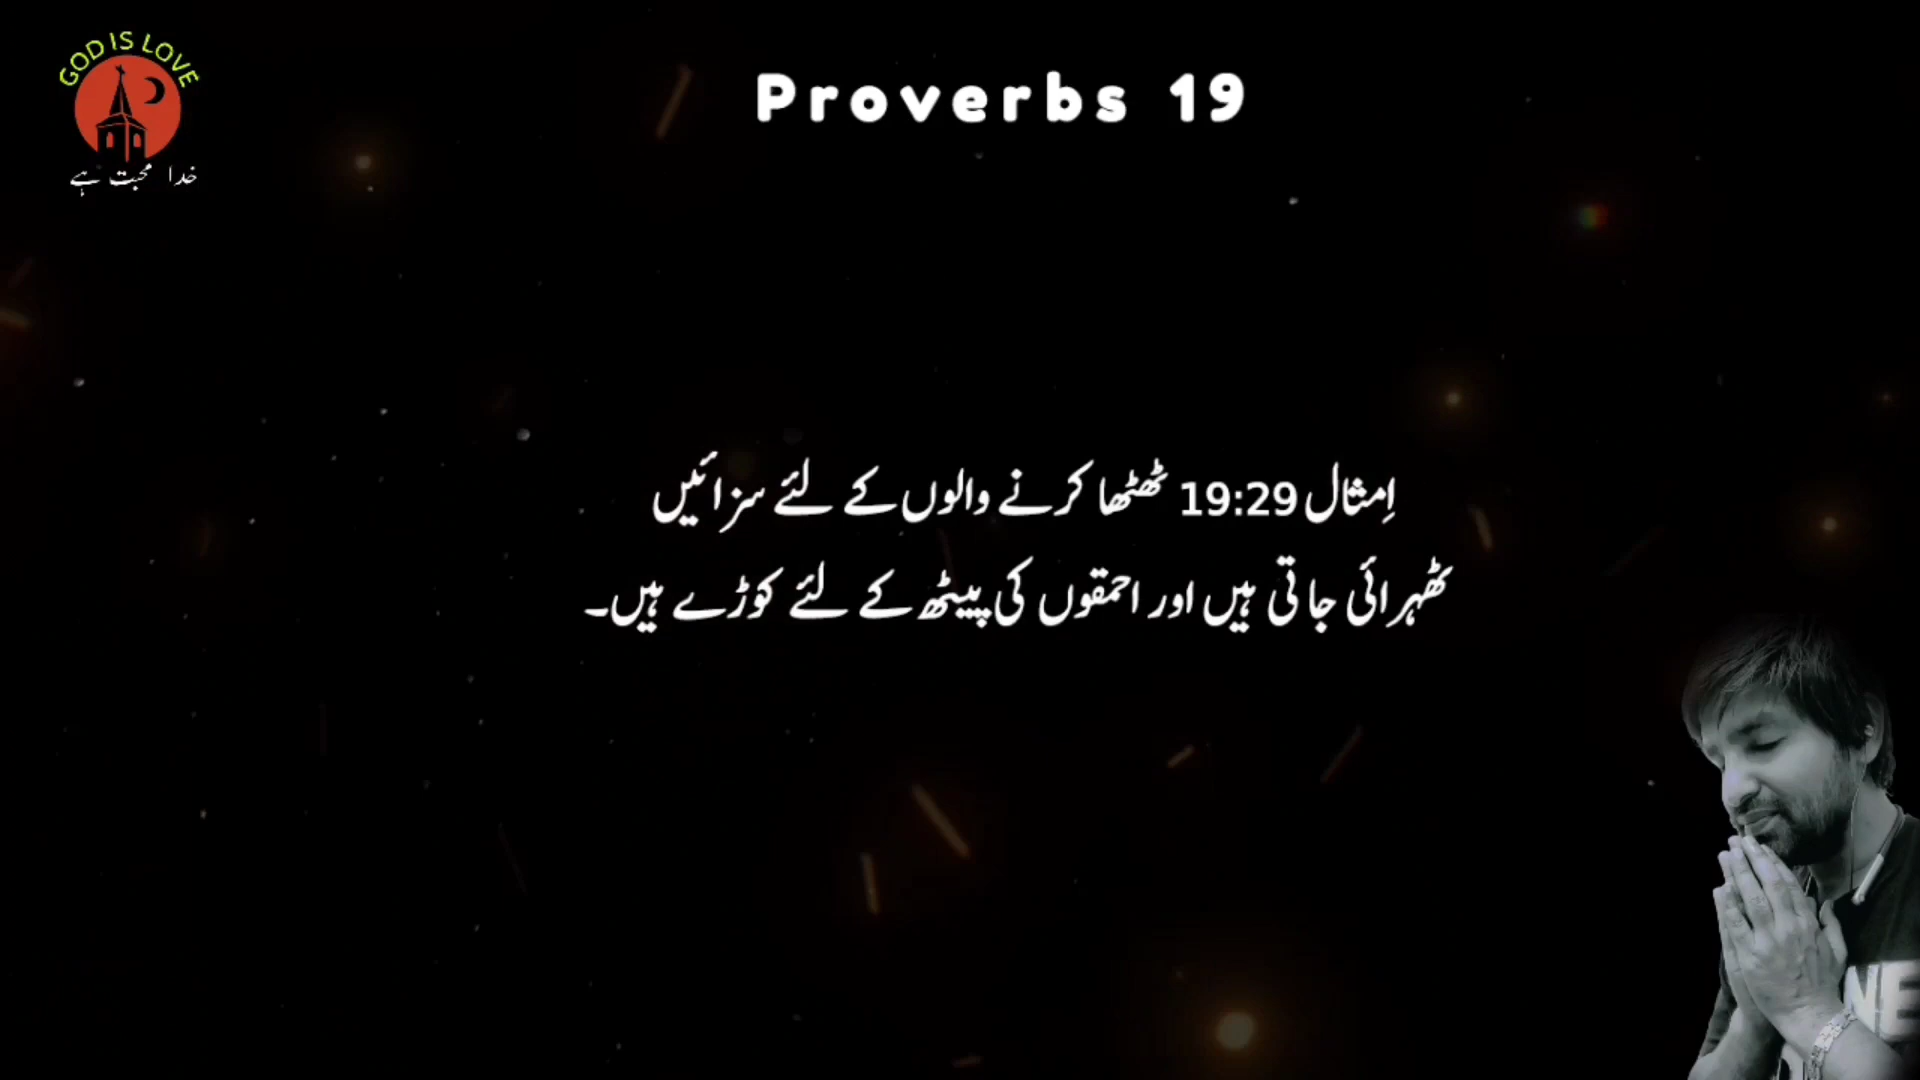 GOD IS LOVE
خدا محبت ہے
Proverbs 19
اِمثال 19:29 ٹھٹھا کرنے والوں کے لئے سزائیں
ٹھہرائی جاتی ہیں اور احمقوں کی پیٹھ کے لئے کوڑے ہیں۔
NE